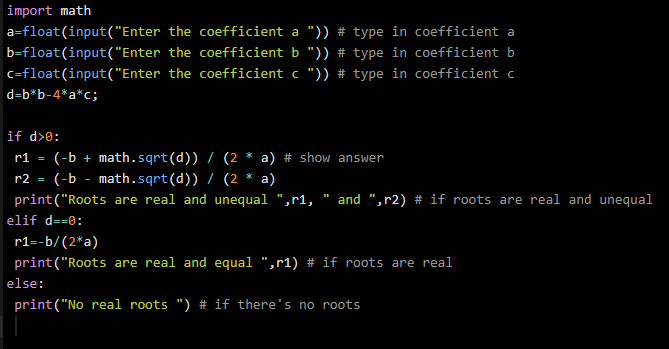 import math
a=float(input("Enter the coefficient a ")) # type in coefficient a
b=float(input("Enter the coefficient b ")) # type in coefficient b
c=float(input("Enter the coefficient c ")) # type in coefficient c
d=b*b-4*a*c;

if d>0:
 r1 = (-b + math.sqrt(d)) / (2 * a) # show answer
 r2 = (-b - math.sqrt(d)) / (2 * a)
 print("Roots are real and unequal ",r1, " and ",r2) # if roots are real and unequal
elif d==0:
 r1=-b/(2*a)
 print("Roots are real and equal ",r1) # if roots are real
else:
 print("No real roots ") # if there's no roots